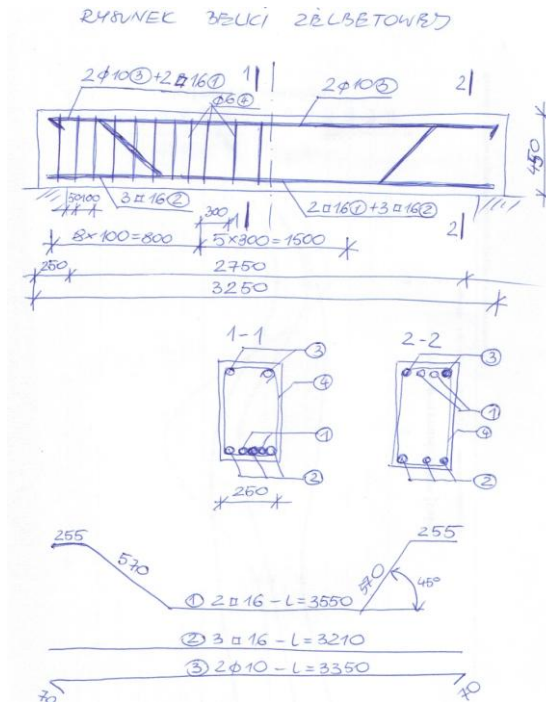 RYSUNEK BELKI ŻELBETOWEJ
2ϕ10③+2¤16① 1 2ϕ10③ 2
ϕ6④
450
50 100 3¤16② 300 1 2¤16①+3¤16② 2
8×100=800 5×300=1500
250 2750
3250
1-1 2-2
③ ③
④ ①
① ④
② ②
250
255 255
570 570 45°
① 2¤16 - L=3550
② 3¤16 - L=3210
③ 2ϕ10 - L=3350
70 70